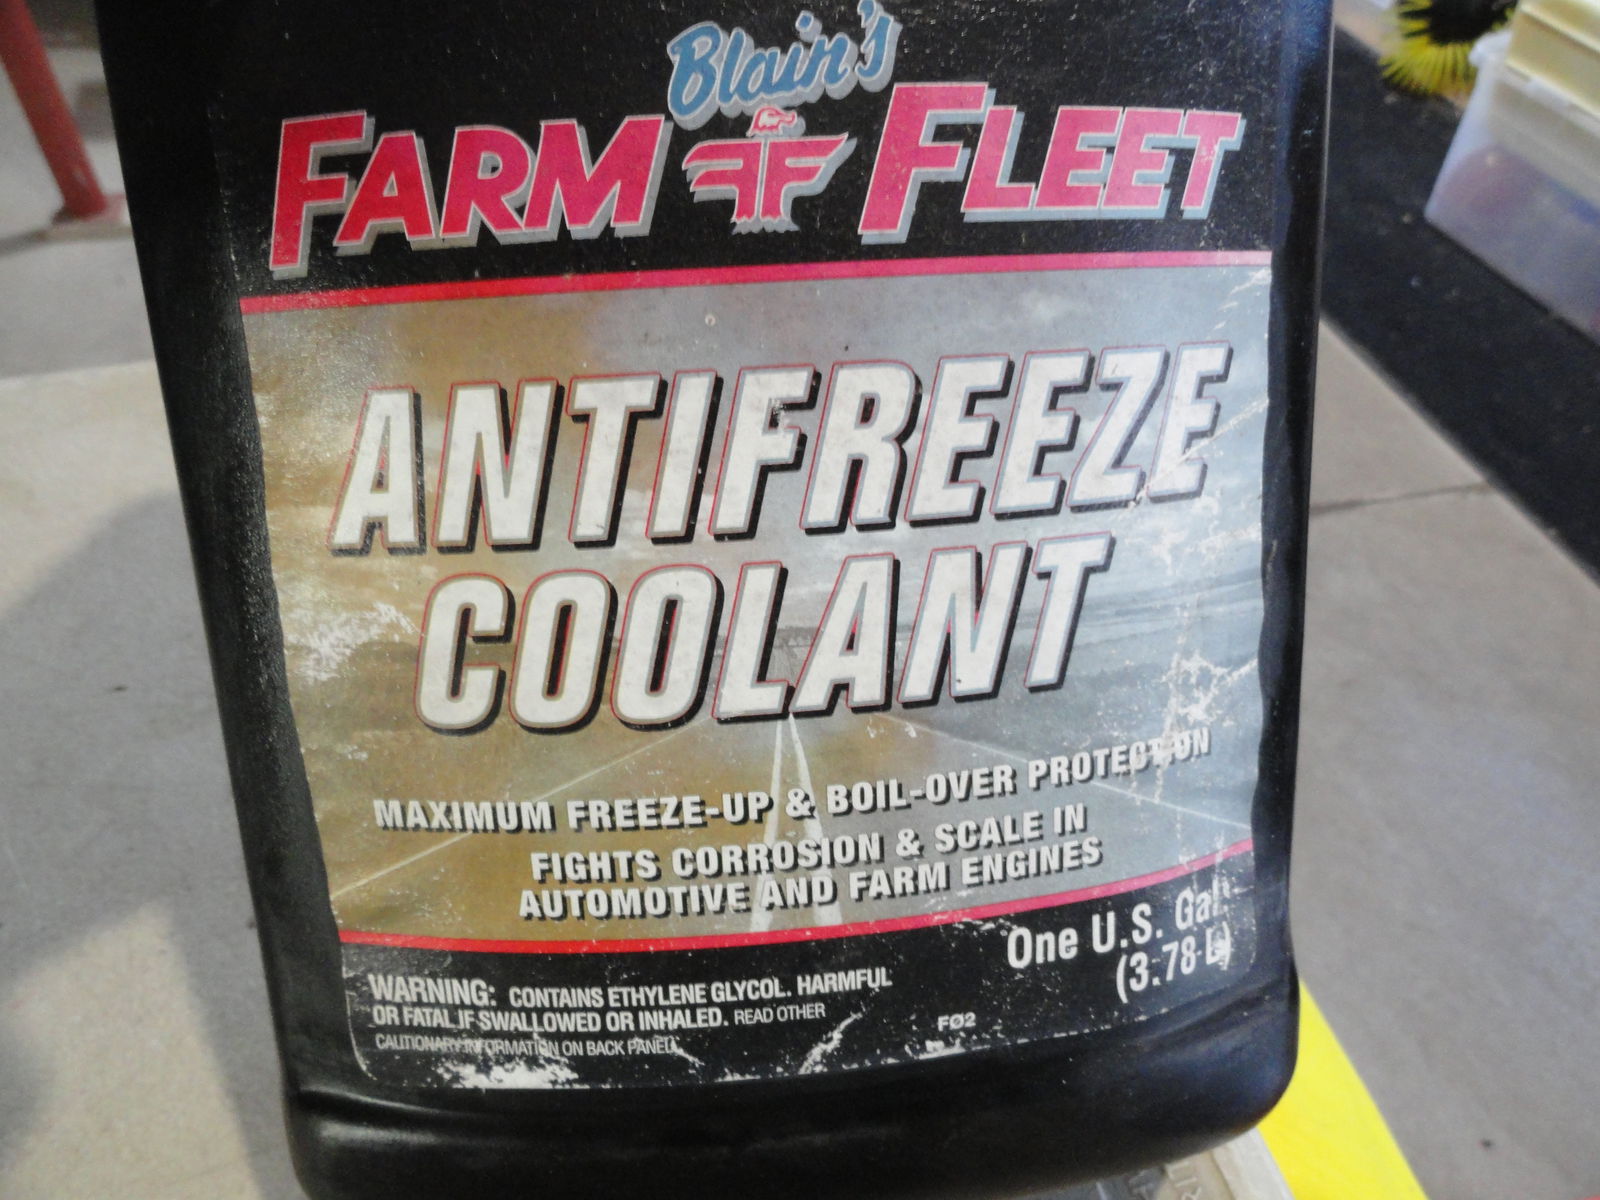 Blain's
FARM FF FLEET
ANTIFREEZE
COOLANT
MAXIMUM FREEZE-UP & BOIL-OVER PROTECTION
FIGHTS CORROSION & SCALE IN
AUTOMOTIVE AND FARM ENGINES
One U.S. Gal.
(3.78 L)
WARNING: CONTAINS ETHYLENE GLYCOL. HARMFUL
OR FATAL IF SWALLOWED OR INHALED. READ OTHER
CAUTIONARY INFORMATION ON BACK PANEL.
FØ2